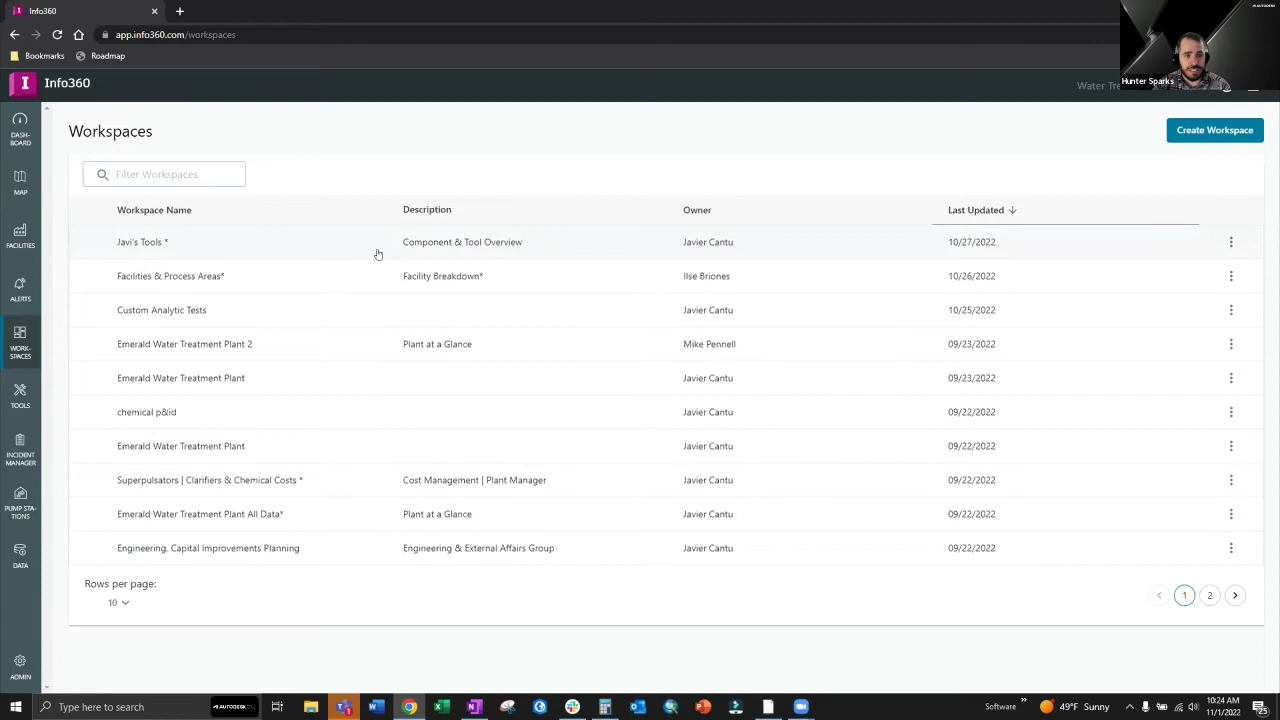 Info360
app.info360.com/workspaces
Bookmarks
Roadmap
AUTODESK
Hunter Sparks
Info360
Water Tre
DASH-
BOARD
MAP
FACILITIES
ALERTS
WORK-
SPACES
TOOLS
INCIDENT
MANAGER
PUMP STA-
TIONS
DATA
ADMIN
Workspaces
Create Workspace
Filter Workspaces
Workspace Name Description Owner Last Updated
Javi's Tools * Component & Tool Overview Javier Cantu 10/27/2022
Facilities & Process Areas* Facility Breakdown* Ilse Briones 10/26/2022
Custom Analytic Tests Javier Cantu 10/25/2022
Emerald Water Treatment Plant 2 Plant at a Glance Mike Pennell 09/23/2022
Emerald Water Treatment Plant Javier Cantu 09/23/2022
chemical p&id Javier Cantu 09/22/2022
Emerald Water Treatment Plant Javier Cantu 09/22/2022
Superpulsators | Clarifiers & Chemical Costs * Cost Management | Plant Manager Javier Cantu 09/22/2022
Emerald Water Treatment Plant All Data* Plant at a Glance Javier Cantu 09/22/2022
Engineering, Capital Improvements Planning Engineering & External Affairs Group Javier Cantu 09/22/2022
Rows per page:
10
1 2
Type here to search
AUTODESK
Software
49°F Sunny
10:24 AM
11/1/2022
25